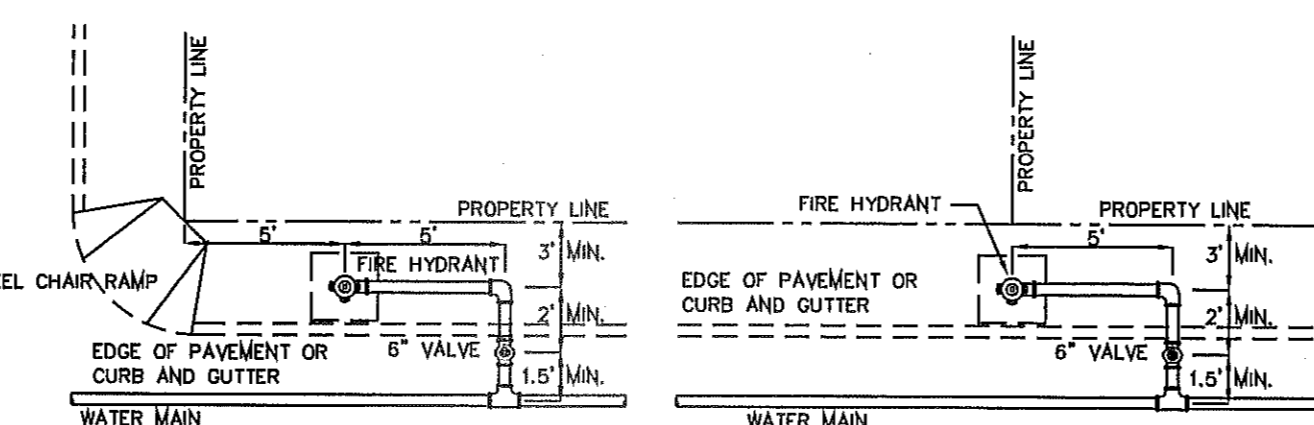 PROPERTY LINE
PROPERTY LINE
5'
5'
3' MIN.
FIRE HYDRANT
EEL CHAIR RAMP
2' MIN.
EDGE OF PAVEMENT OR
CURB AND GUTTER
6" VALVE
1.5' MIN.
WATER MAIN
PROPERTY LINE
FIRE HYDRANT
PROPERTY LINE
5'
3' MIN.
EDGE OF PAVEMENT OR
CURB AND GUTTER
2' MIN.
6" VALVE
1.5' MIN.
WATER MAIN